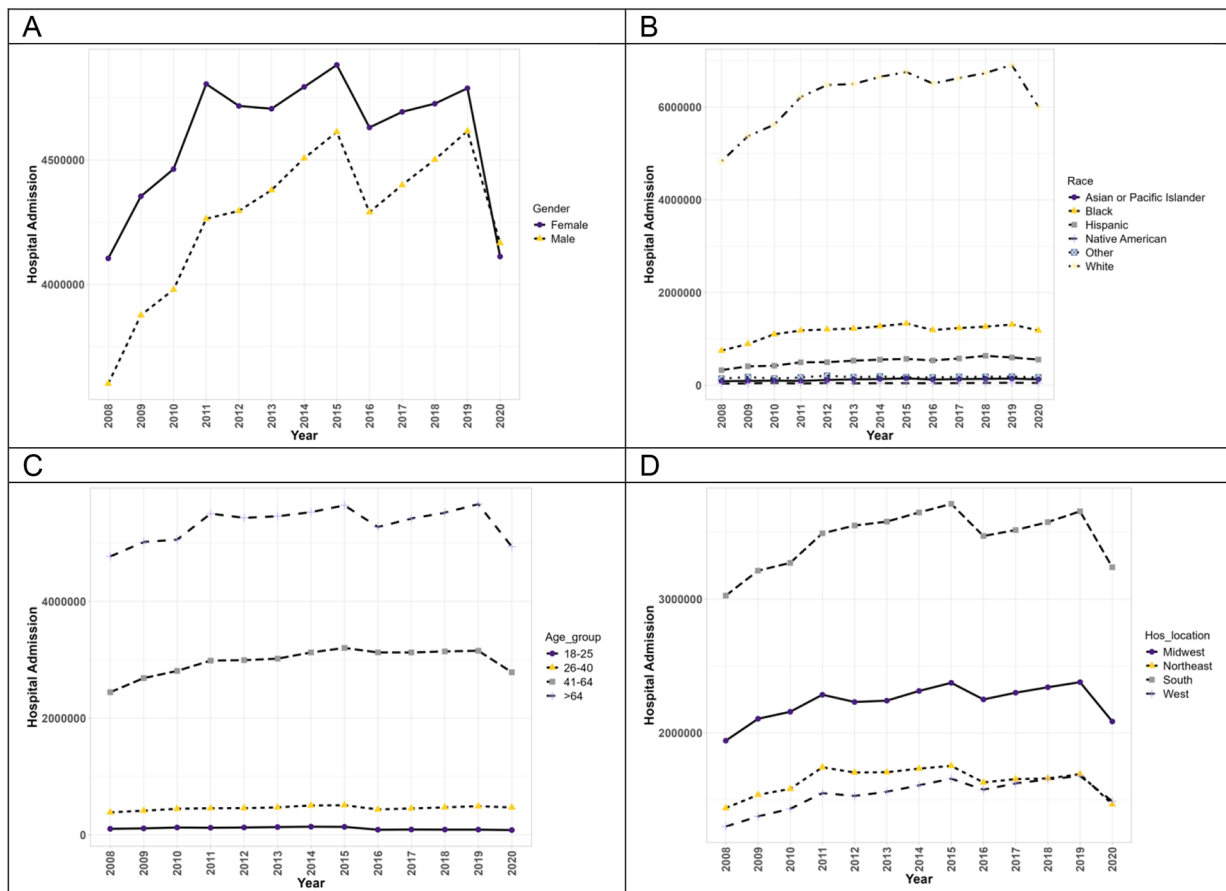 A
Hospital Admission
4500000
4000000
2008
2009
2010
2011
2012
2013
2014
2015
2016
2017
2018
2019
2020
Year
Gender
Female
Male
B
Hospital Admission
6000000
4000000
2000000
0
2008
2009
2010
2011
2012
2013
2014
2015
2016
2017
2018
2019
2020
Year
Race
Asian or Pacific Islander
Black
Hispanic
Native American
Other
White
C
Hospital Admission
4000000
2000000
0
2008
2009
2010
2011
2012
2013
2014
2015
2016
2017
2018
2019
2020
Year
Age_group
18-25
26-40
41-64
>64
D
Hospital Admission
3000000
2000000
2008
2009
2010
2011
2012
2013
2014
2015
2016
2017
2018
2019
2020
Year
Hos_location
Midwest
Northeast
South
West